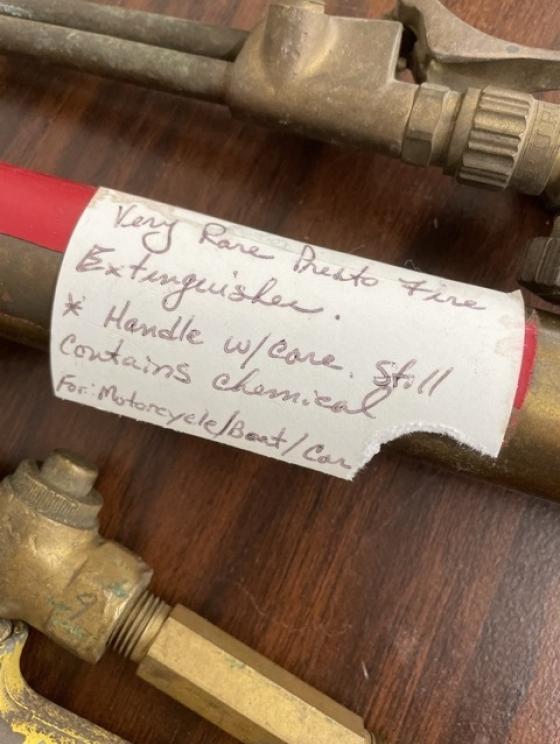 Very Rare Presto Fire
Extinguisher.
* Handle w/care. Still
Contains chemical
For: Motorcycle/Boat/Car